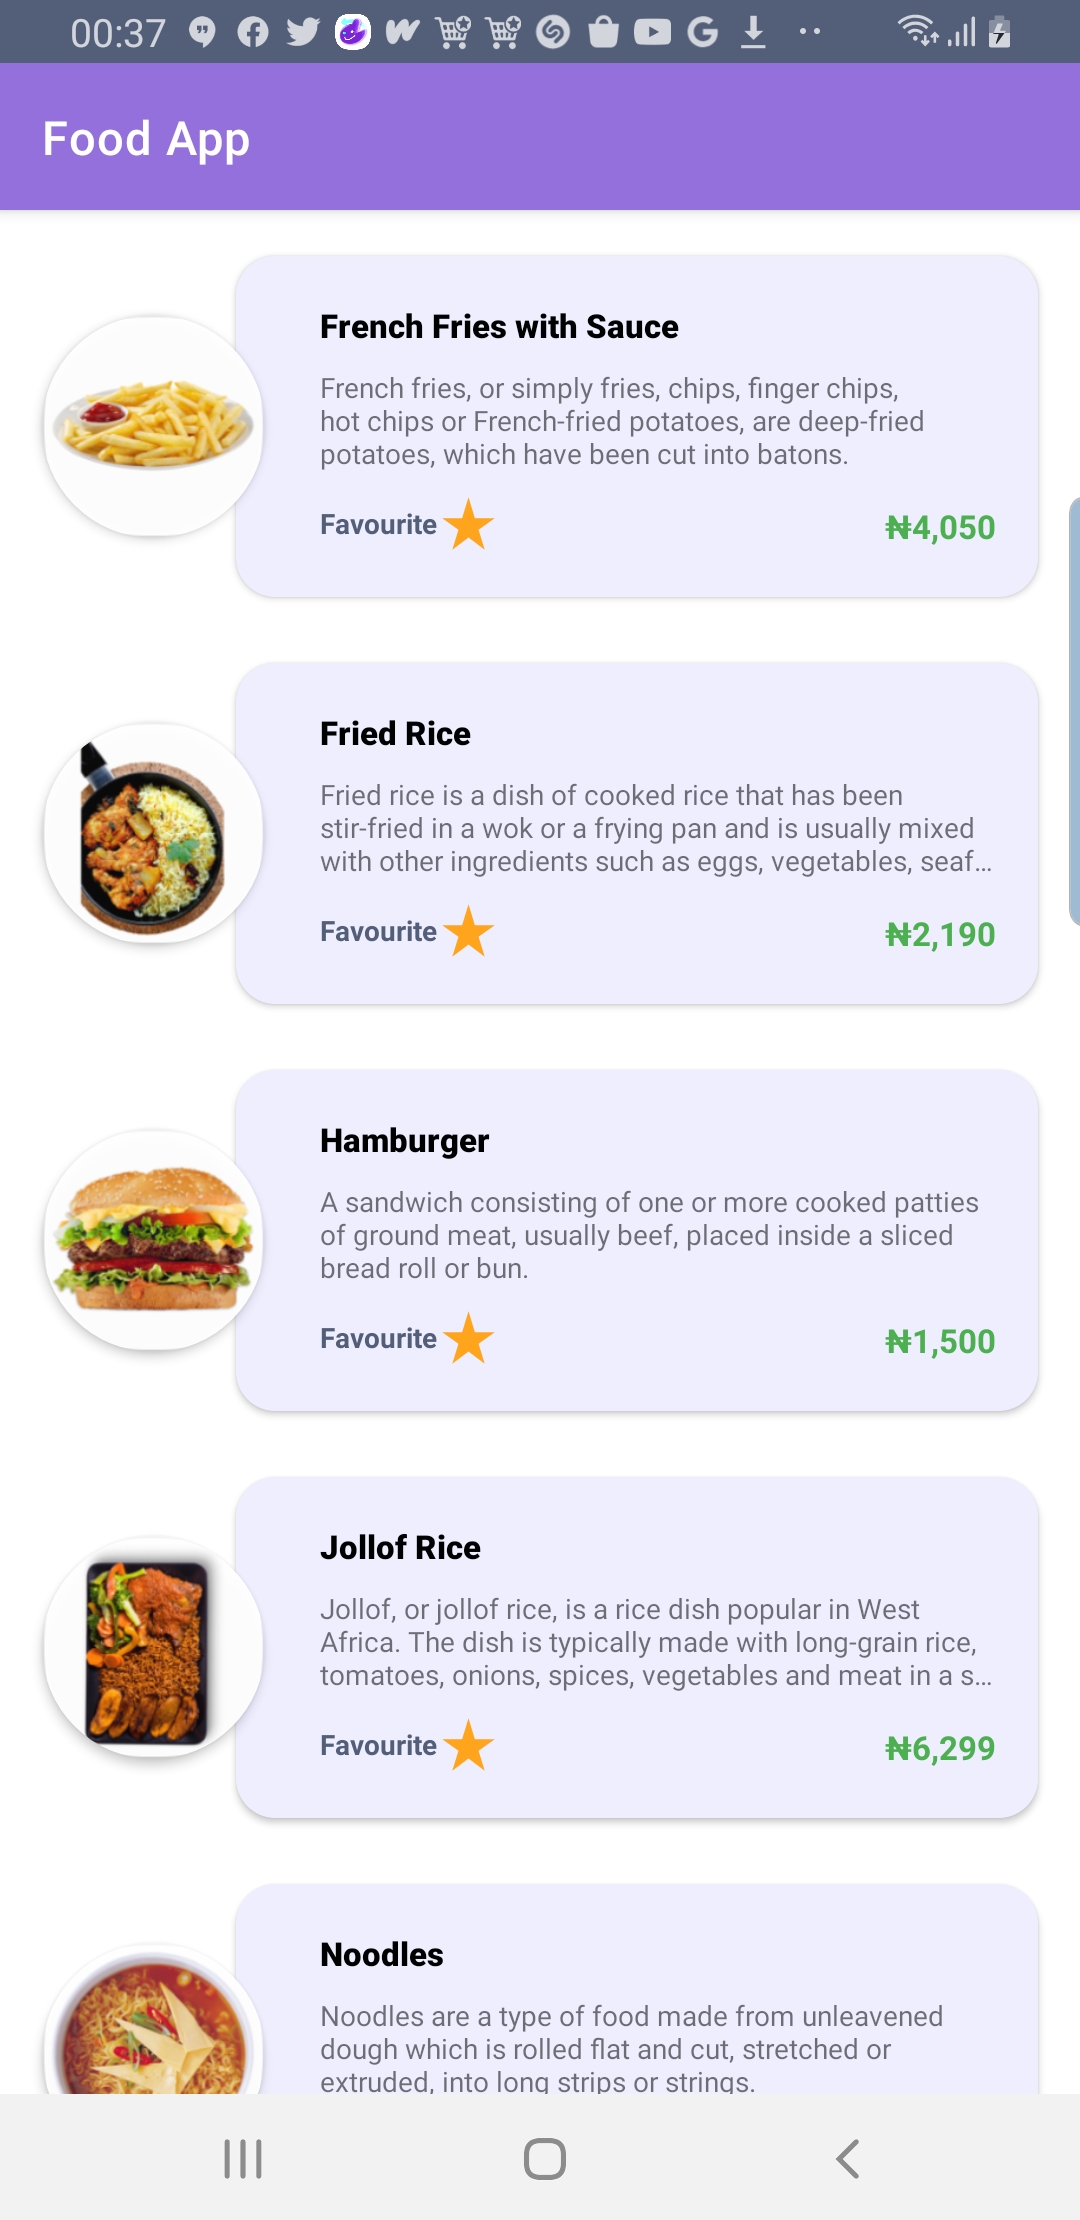 00:37
Food App
French Fries with Sauce
French fries, or simply fries, chips, finger chips,
hot chips or French-fried potatoes, are deep-fried
potatoes, which have been cut into batons.
Favourite
₦4,050
Fried Rice
Fried rice is a dish of cooked rice that has been
stir-fried in a wok or a frying pan and is usually mixed
with other ingredients such as eggs, vegetables, seaf...
Favourite
₦2,190
Hamburger
A sandwich consisting of one or more cooked patties
of ground meat, usually beef, placed inside a sliced
bread roll or bun.
Favourite
₦1,500
Jollof Rice
Jollof, or jollof rice, is a rice dish popular in West
Africa. The dish is typically made with long-grain rice,
tomatoes, onions, spices, vegetables and meat in a s...
Favourite
₦6,299
Noodles
Noodles are a type of food made from unleavened
dough which is rolled flat and cut, stretched or
extruded, into long strips or strings.